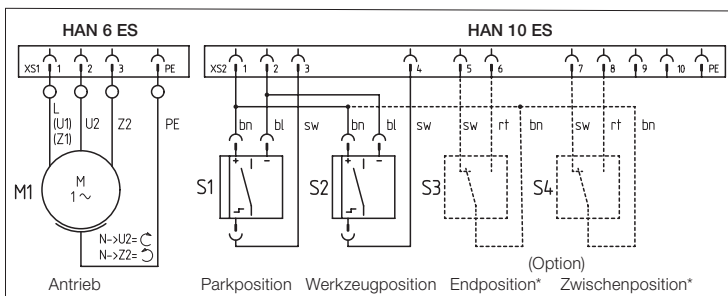 HAN 6 ES HAN 10 ES
XS1 1 2 3 PE XS2 1 2 3 4 5 6 7 8 9 10 PE
L
(U1) U2 Z2 PE
(Z1)
bn bl bn bl sw sw rt bn sw rt bn
sw
M1 M
1~
S1 + − S2 + − S3 S4
N->U2=
N->Z2=
(Option)
Antrieb Parkposition Werkzeugposition Endposition* Zwischenposition*